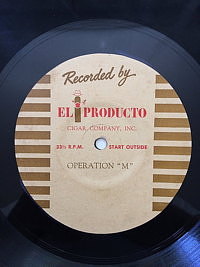 Recorded by
EL PRODUCTO
CIGAR COMPANY, INC.
33⅓ R.P.M. START OUTSIDE
OPERATION "M"